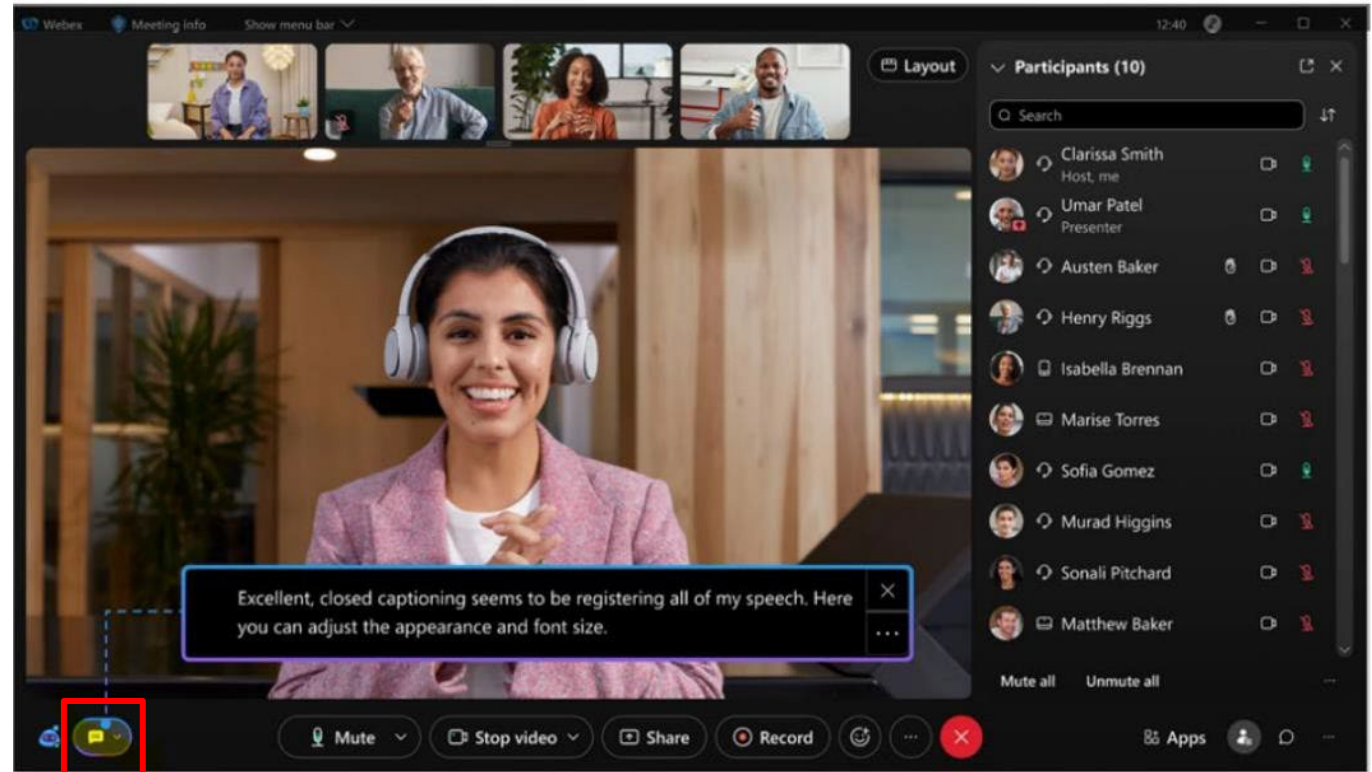 Webex Meeting info Show menu bar 12:40
Layout
Participants (10)
Search
Clarissa Smith
Host, me
Umar Patel
Presenter
Austen Baker
Henry Riggs
Isabella Brennan
Marise Torres
Sofia Gomez
Murad Higgins
Sonali Pitchard
Matthew Baker
Excellent, closed captioning seems to be registering all of my speech. Here
you can adjust the appearance and font size.
Mute all Unmute all
Mute Stop video Share Record Apps